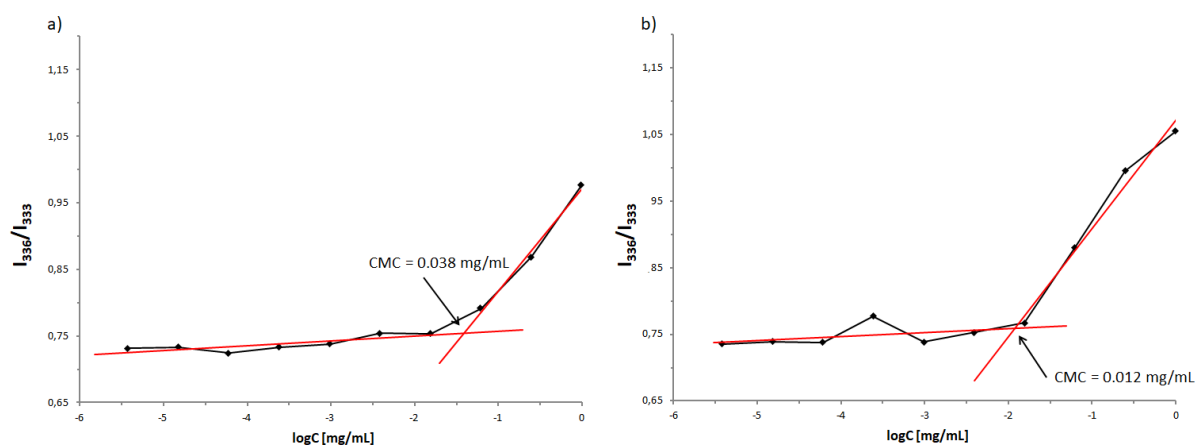 a)
I336/I333
1,15
1,05
0,95
0,85
0,75
0,65
CMC = 0.038 mg/mL
-6 -5 -4 -3 -2 -1 0
logC [mg/mL]
b)
I336/I333
1,15
1,05
,95
,85
0,75
0,65
CMC = 0.012 mg/mL
-6 -5 -4 -3 -2 -1 0
logC [mg/mL]